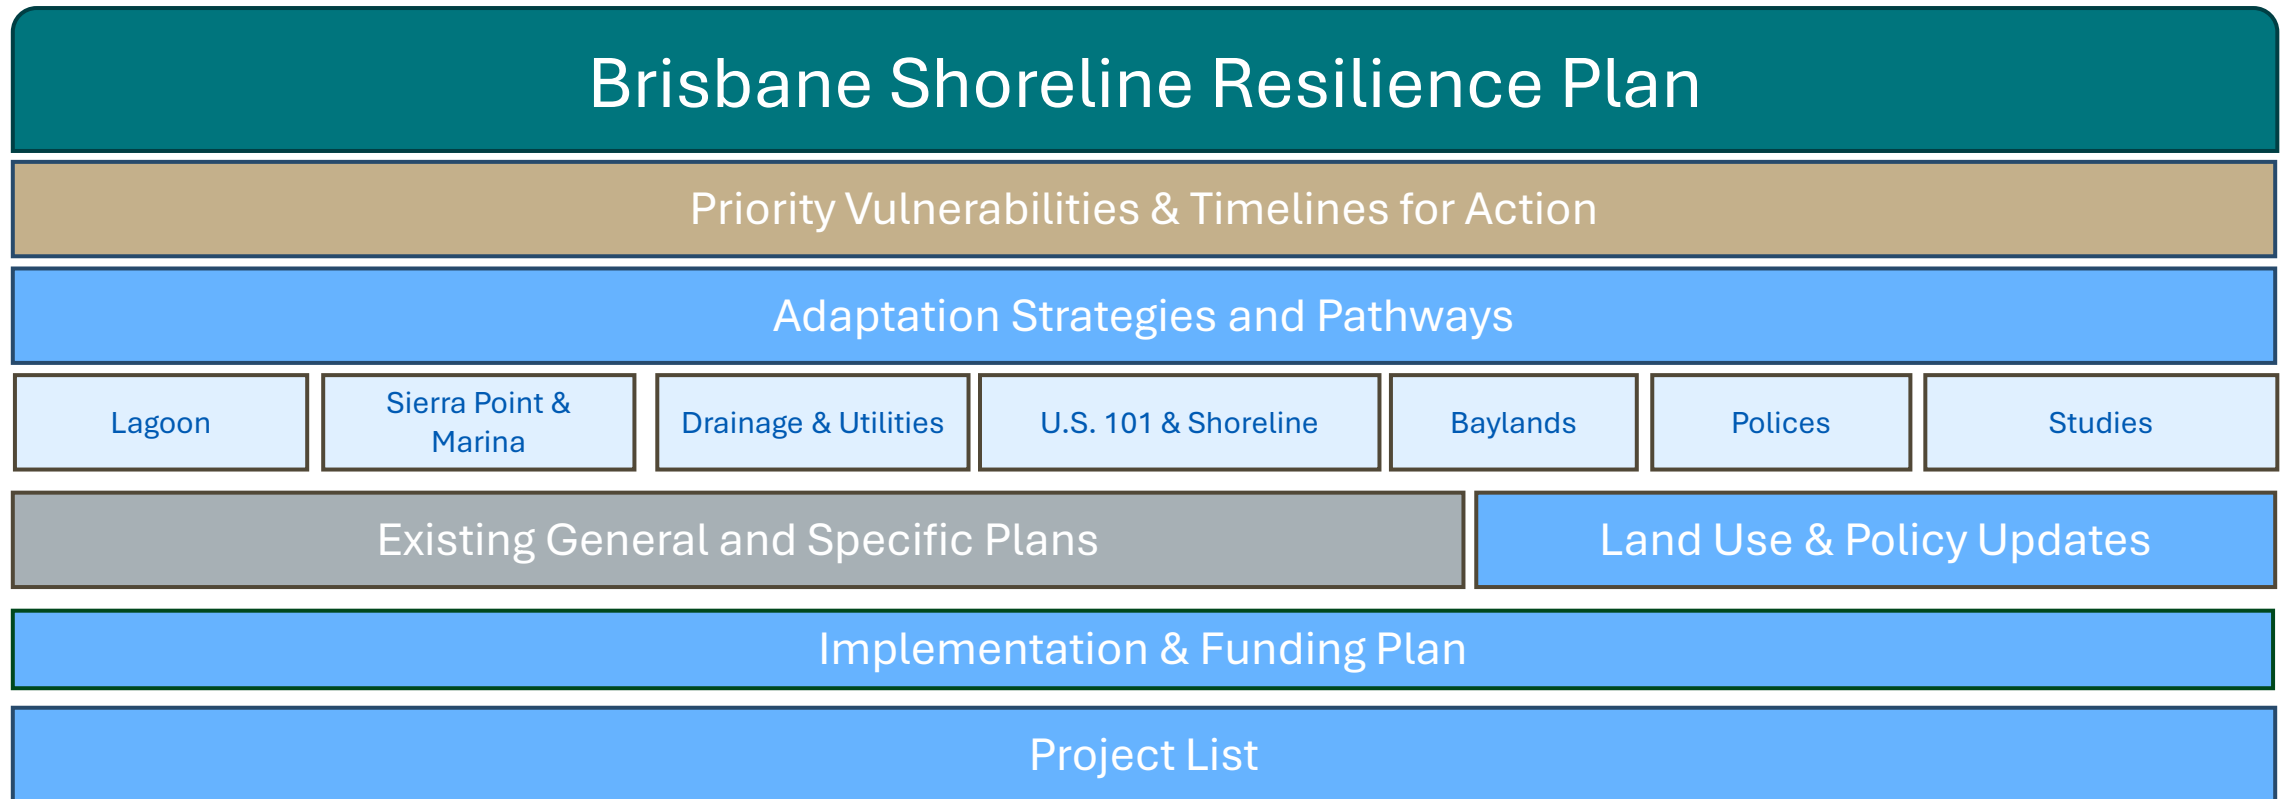 Brisbane Shoreline Resilience Plan
Priority Vulnerabilities & Timelines for Action
Adaptation Strategies and Pathways
Lagoon
Sierra Point &
Marina
Drainage & Utilities
U.S. 101 & Shoreline
Baylands
Polices
Studies
Existing General and Specific Plans
Land Use & Policy Updates
Implementation & Funding Plan
Project List